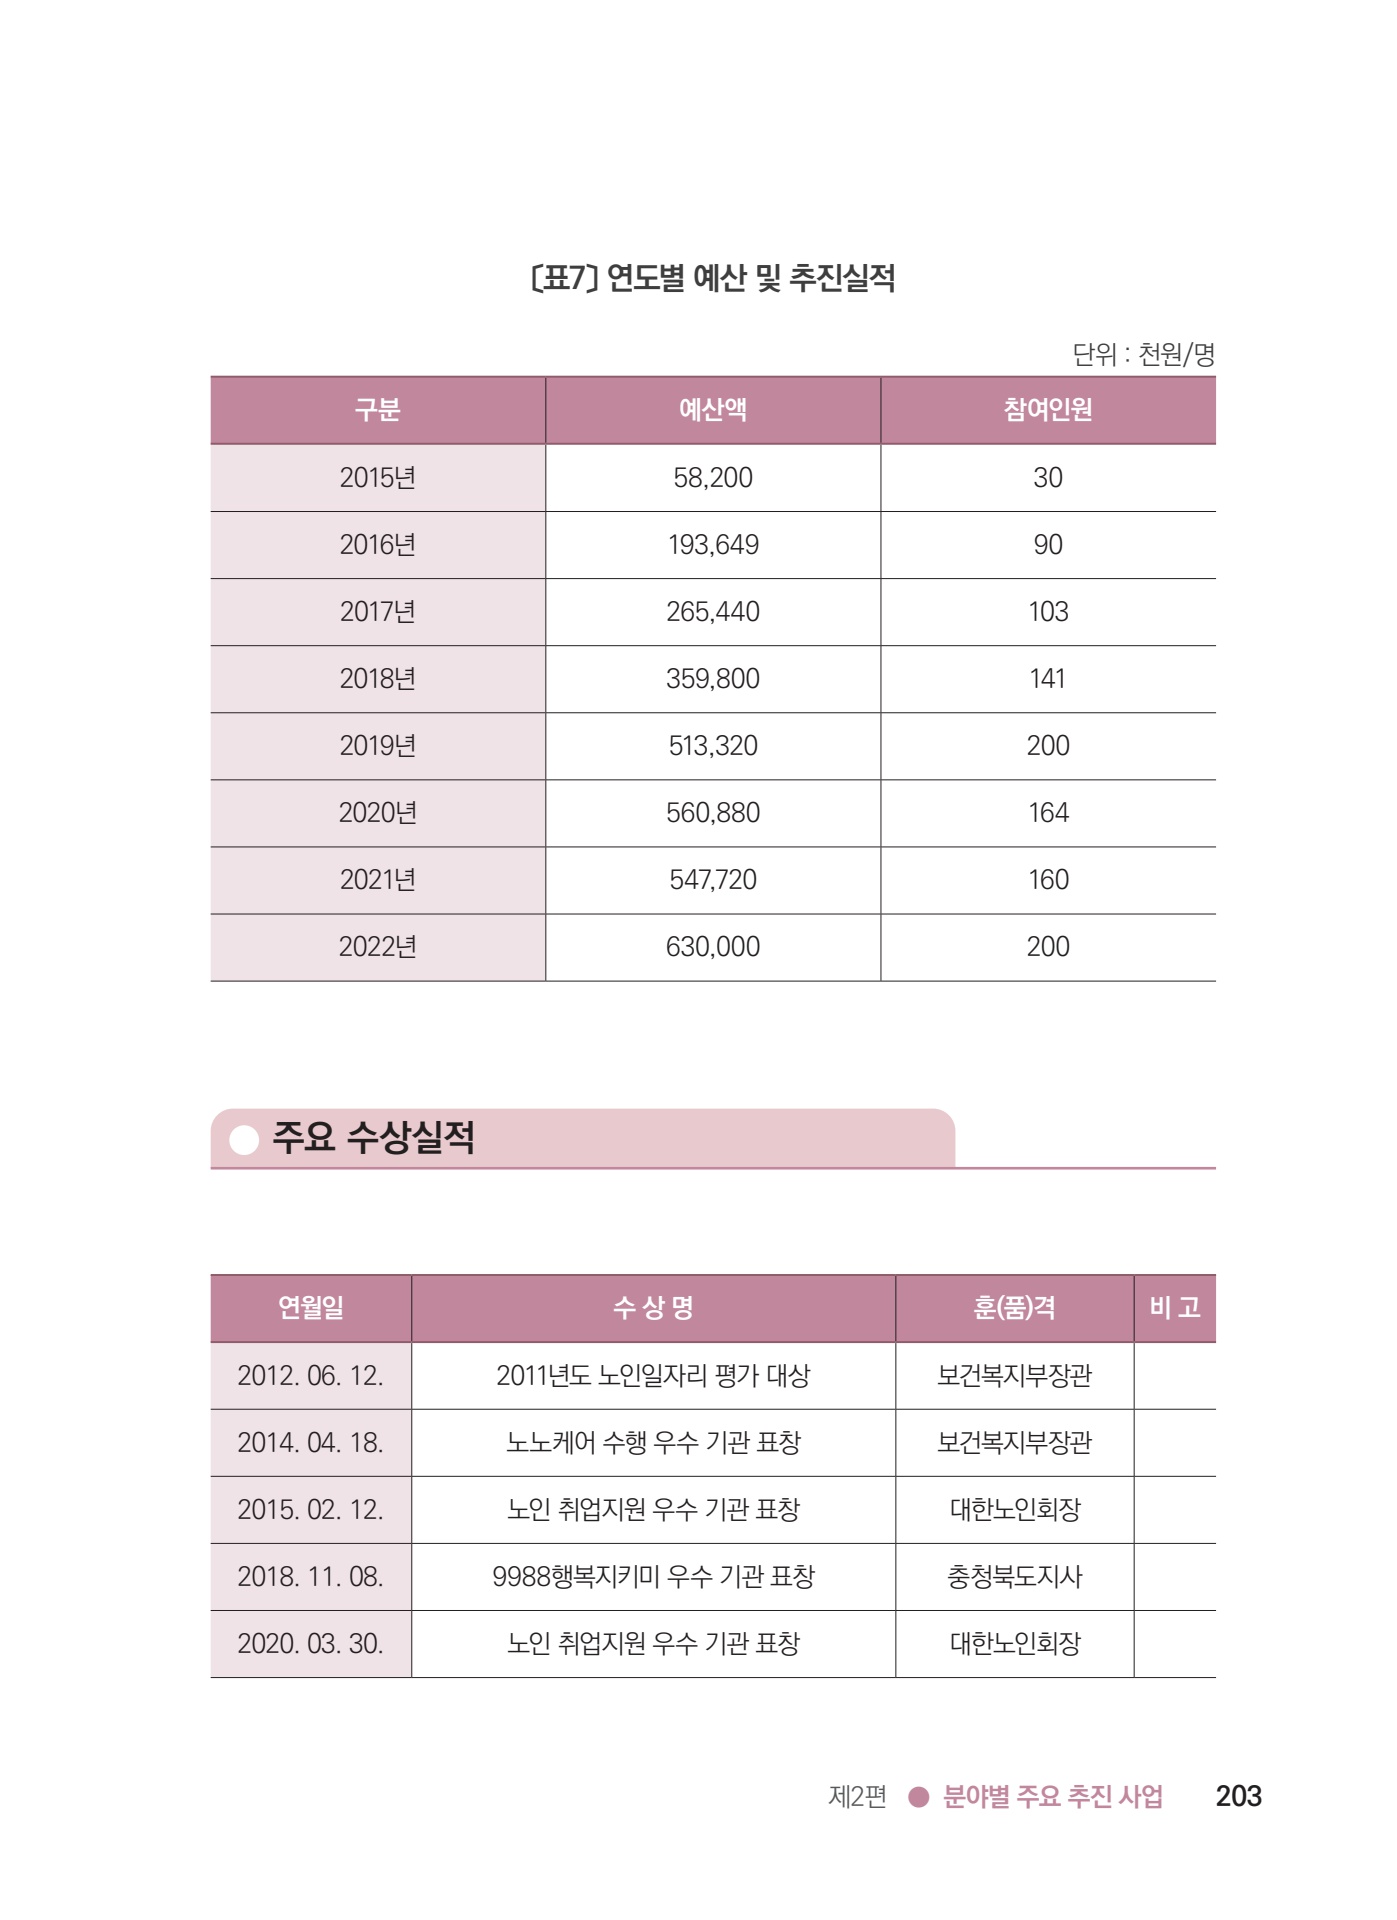 〔표7〕 연도별 예산 및 추진실적
단위 : 천원/명
구분 예산액 참여인원
2015년 58,200 30
2016년 193,649 90
2017년 265,440 103
2018년 359,800 141
2019년 513,320 200
2020년 560,880 164
2021년 547,720 160
2022년 630,000 200
주요 수상실적
연월일 수 상 명 훈(품)격 비 고
2012. 06. 12. 2011년도 노인일자리 평가 대상 보건복지부장관
2014. 04. 18. 노노케어 수행 우수 기관 표창 보건복지부장관
2015. 02. 12. 노인 취업지원 우수 기관 표창 대한노인회장
2018. 11. 08. 9988행복지키미 우수 기관 표창 충청북도지사
2020. 03. 30. 노인 취업지원 우수 기관 표창 대한노인회장
제2편 ● 분야별 주요 추진 사업 203